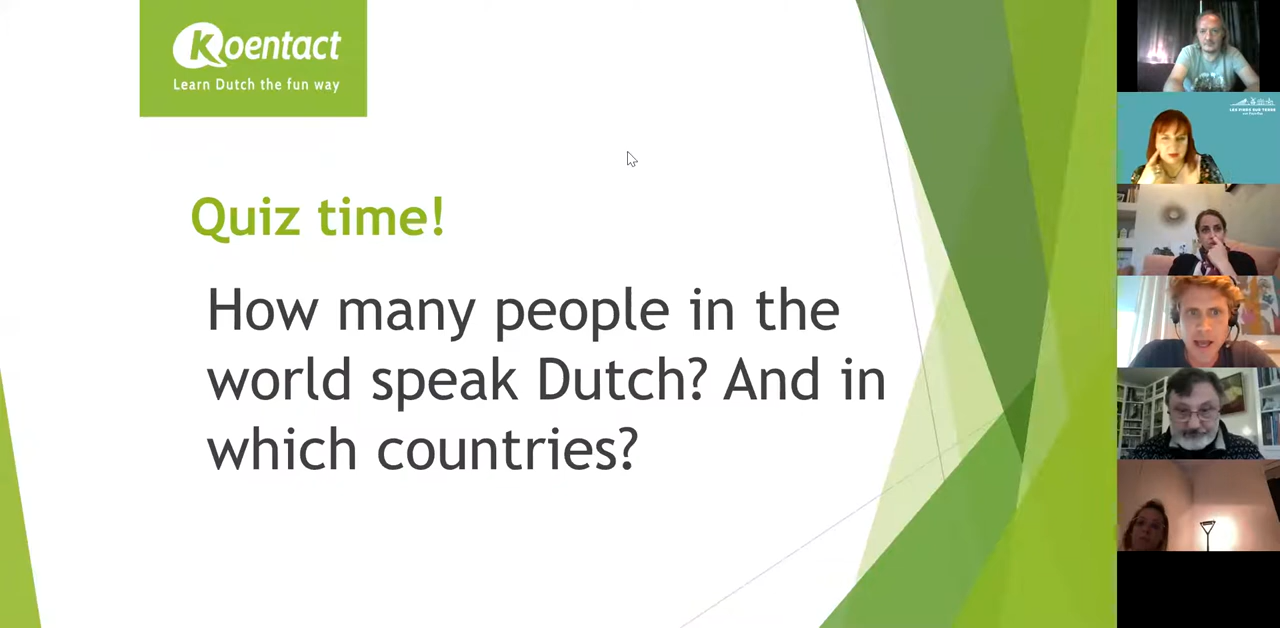 Koentact
Learn Dutch the fun way
Quiz time!
How many people in the
world speak Dutch? And in
which countries?